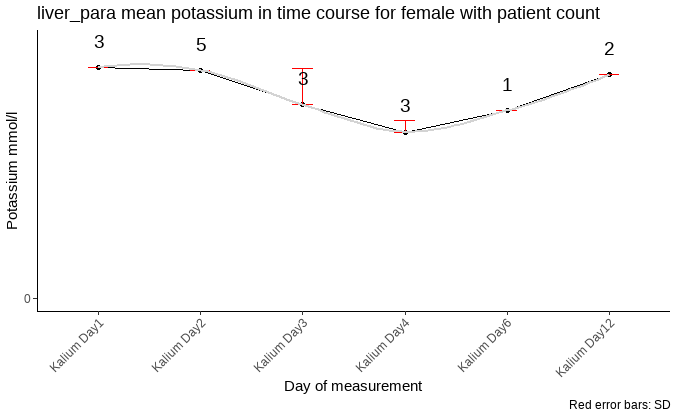 liver_para mean potassium in time course for female with patient count
3
5
3
3
1
2
Potassium mmol/l
0
Kalium Day1
Kalium Day2
Kalium Day3
Kalium Day4
Kalium Day6
Kalium Day12
Day of measurement
Red error bars: SD